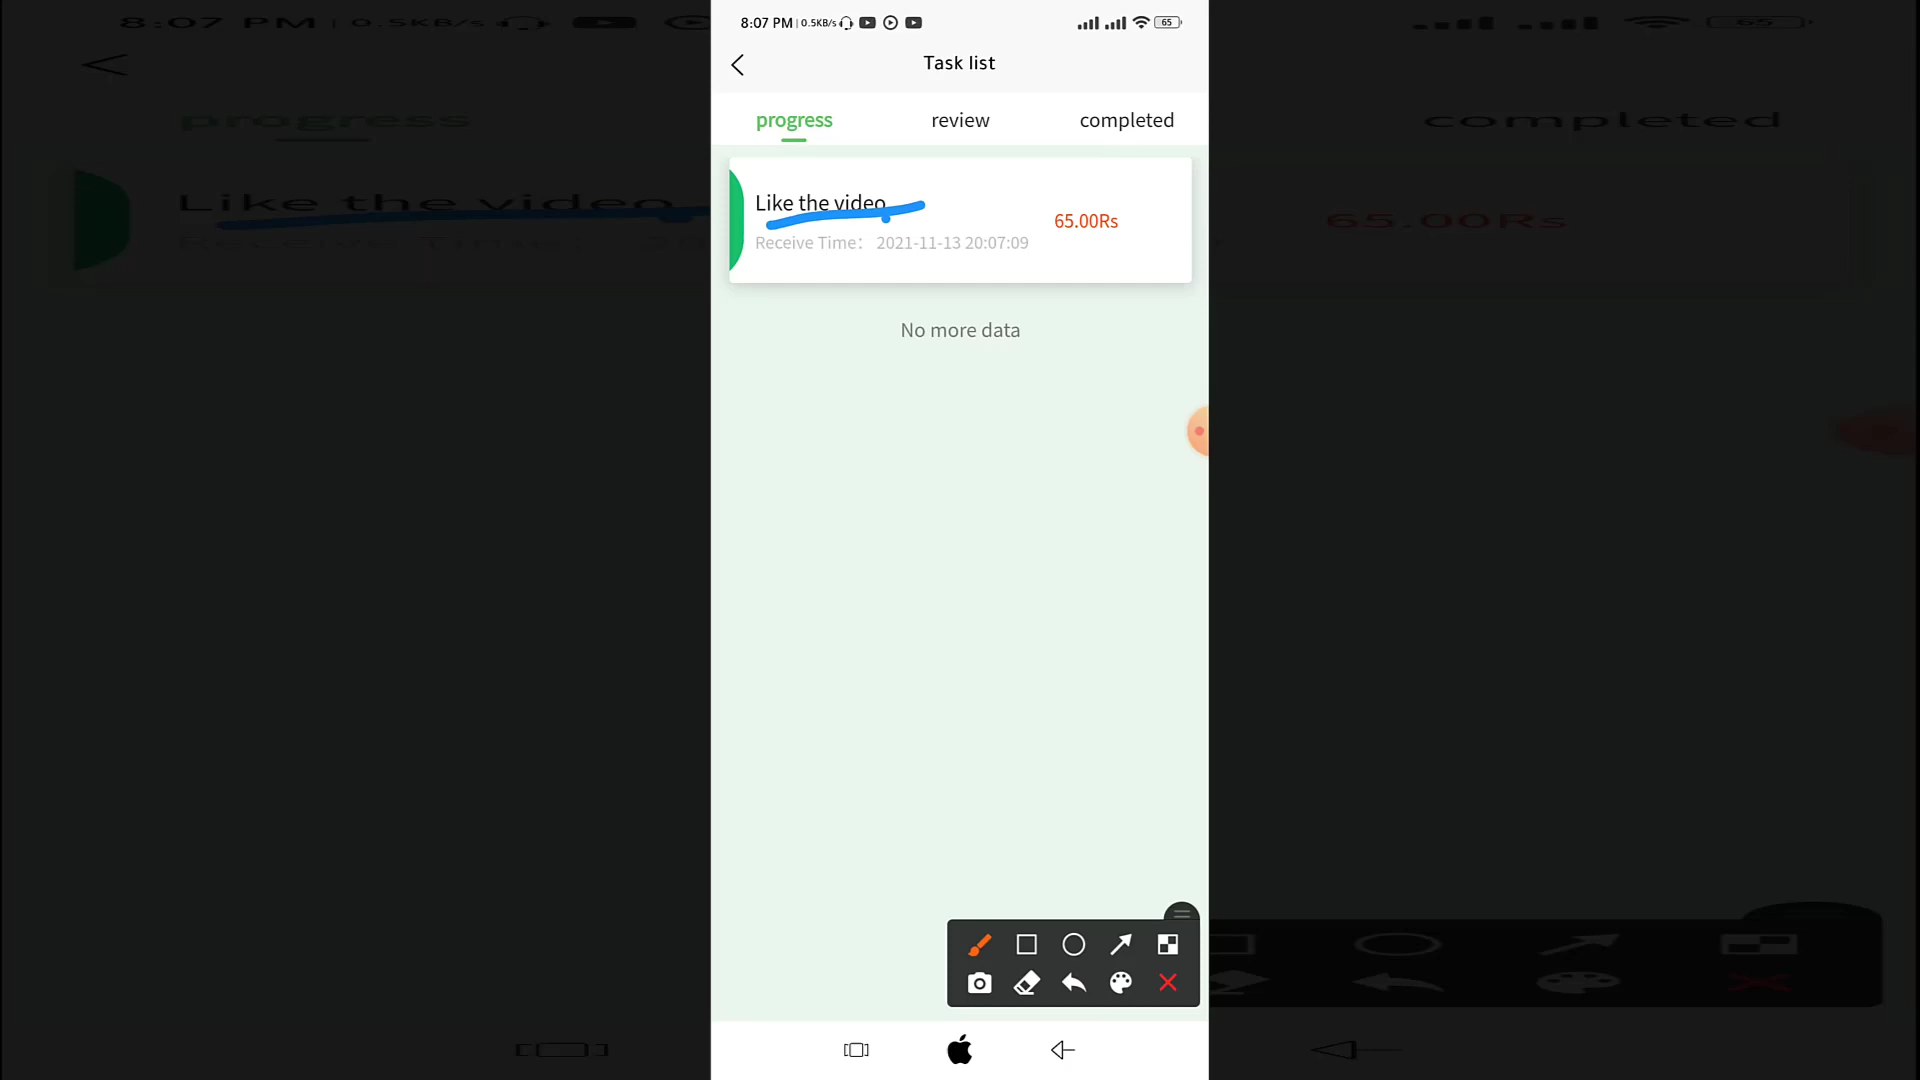 8:07 PM | 0.5KB/s 65
Task list
progress review completed
Like the video
65.00Rs
Receive Time: 2021-11-13 20:07:09
No more data